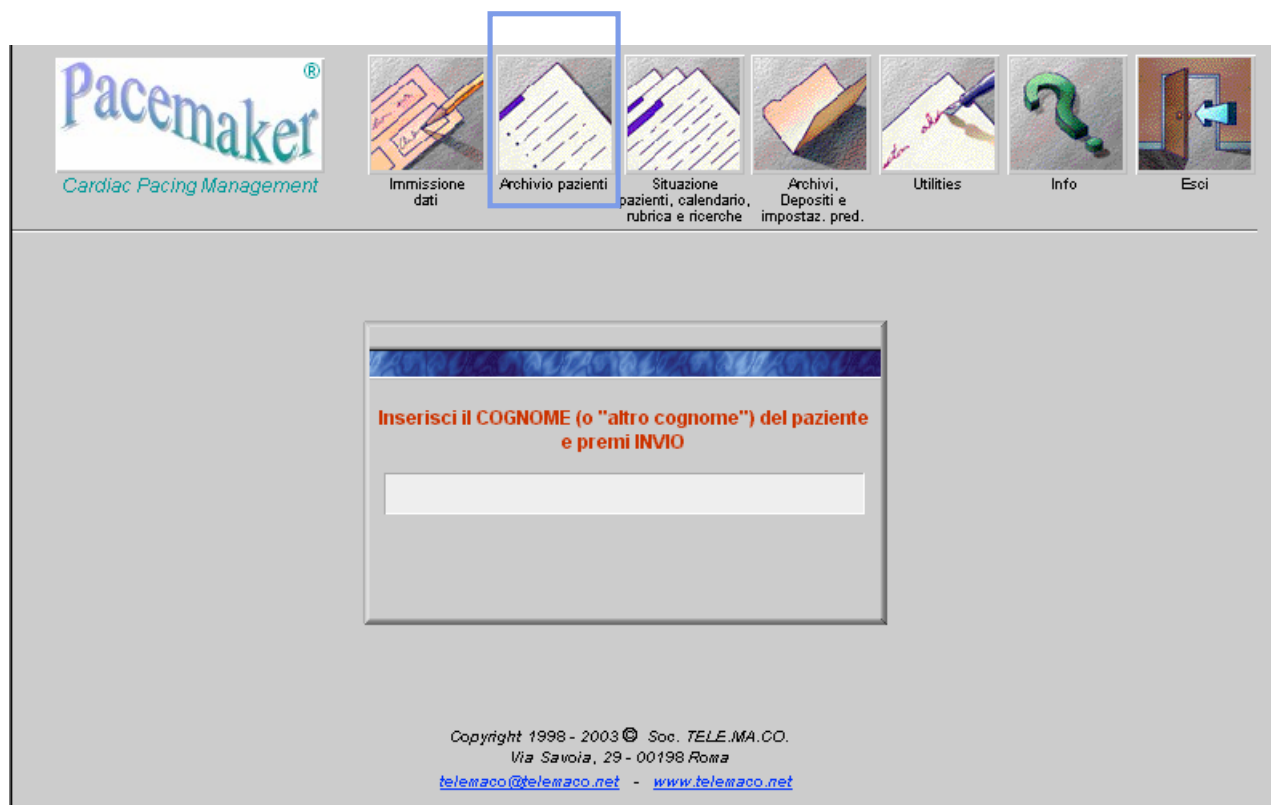 Pacemaker ®
Cardiac Pacing Management
Immissione
dati
Archivio pazienti
Situazione
pazienti, calendario,
rubrica e ricerche
Archivi,
Depositi e
impostaz. pred.
Utilities
Info
Esci
Inserisci il COGNOME (o "altro cognome") del paziente
e premi INVIO
Copyright 1998 - 2003 © Soc. TELE.MA.CO.
Via Savoia, 29 - 00198 Roma
telemaco@telemaco.net - www.telemaco.net